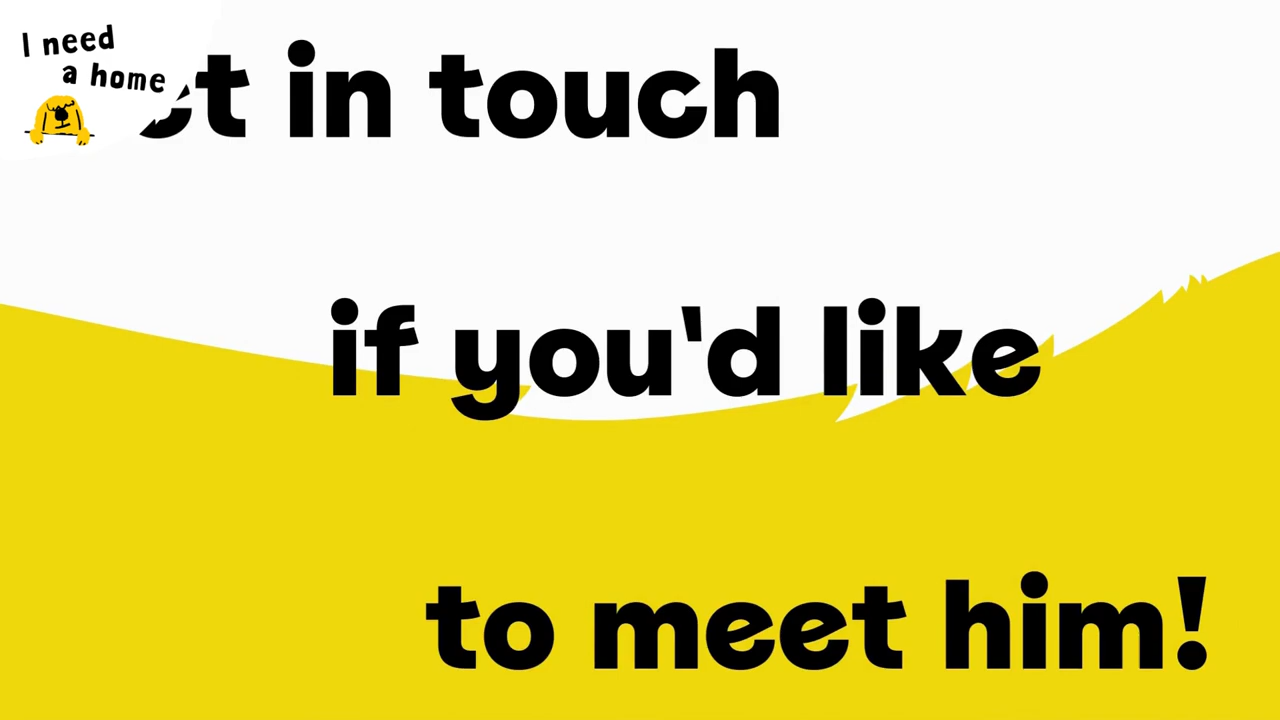 I need
a home
in touch
if you'd like
to meet him!